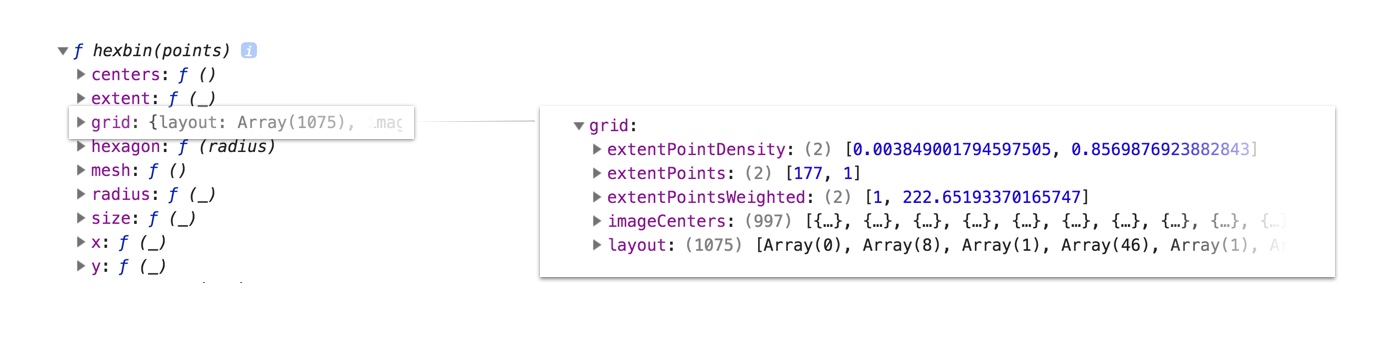 ▼ ƒ hexbin(points) i
▶ centers: ƒ ()
▶ extent: ƒ (_)
▶ grid: {layout: Array(1075),
▶ hexagon: ƒ (radius)
▶ mesh: ƒ ()
▶ radius: ƒ (_)
▶ size: ƒ (_)
▶ x: ƒ (_)
▶ y: ƒ (_)
▼ grid:
▶ extentPointDensity: (2) [0.003849001794597505, 0.8569876923882843]
▶ extentPoints: (2) [177, 1]
▶ extentPointsWeighted: (2) [1, 222.65193370165747]
▶ imageCenters: (997) [{…}, {…}, {…}, {…}, {…}, {…}, {…}, {…}, {…}, {…
▶ layout: (1075) [Array(0), Array(8), Array(1), Array(46), Array(1),